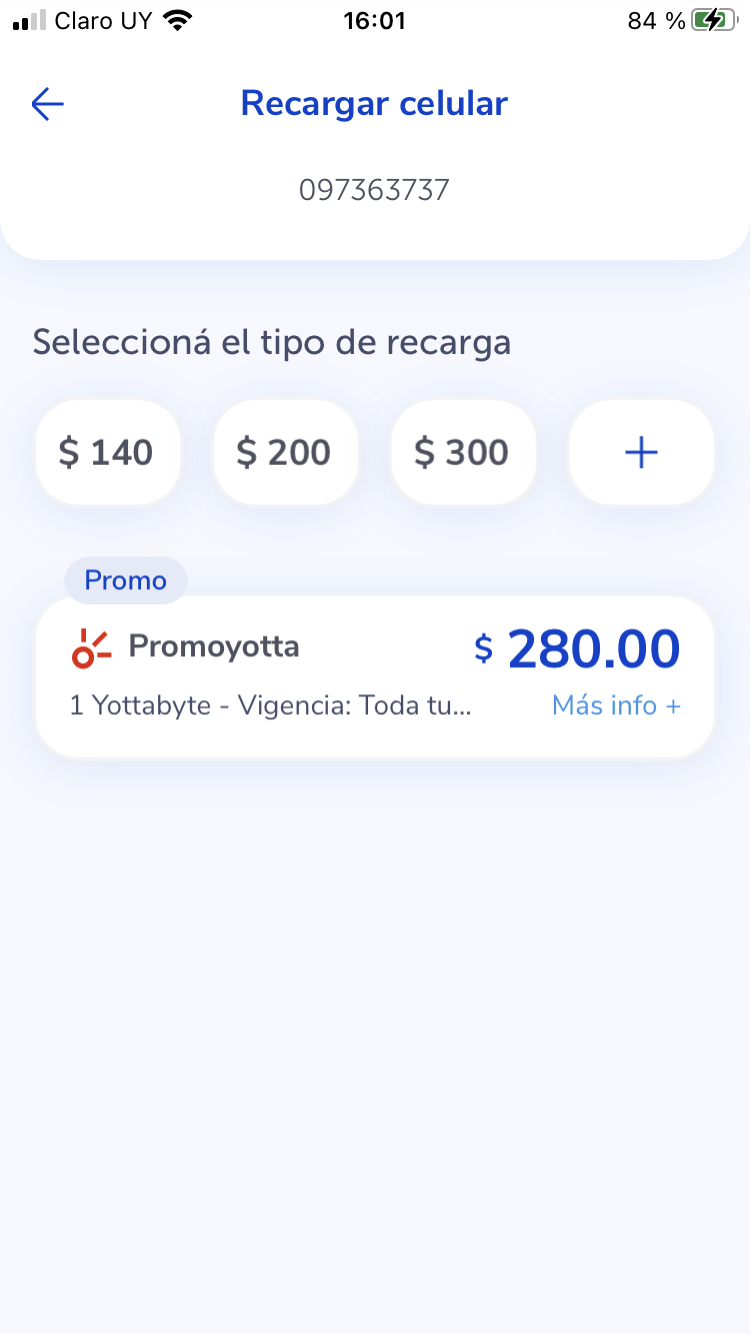 Claro UY 16:01 84 %
Recargar celular
097363737
Seleccioná el tipo de recarga
$ 140 $ 200 $ 300 +
Promo
Promoyotta $ 280.00
1 Yottabyte - Vigencia: Toda tu... Más info +